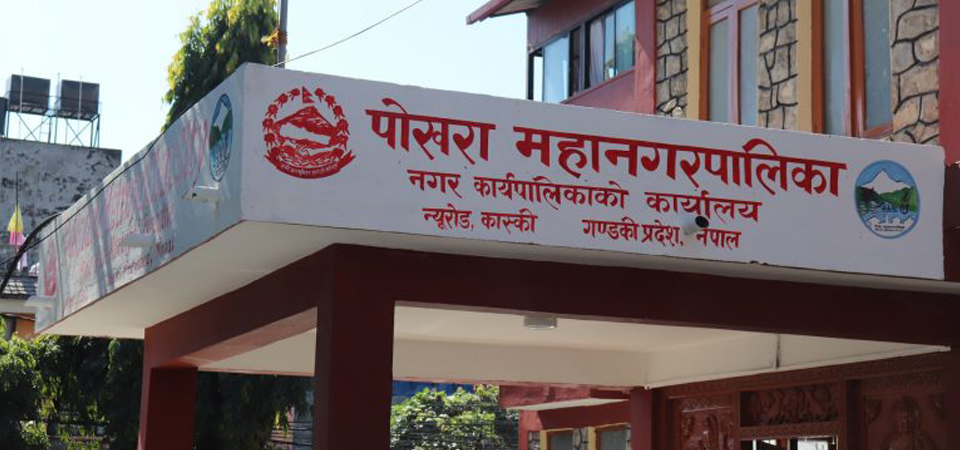 पोखरा महानगरपालिका
नगर कार्यपालिकाको कार्यालय
न्यूरोड, कास्की गण्डकी प्रदेश, नेपाल